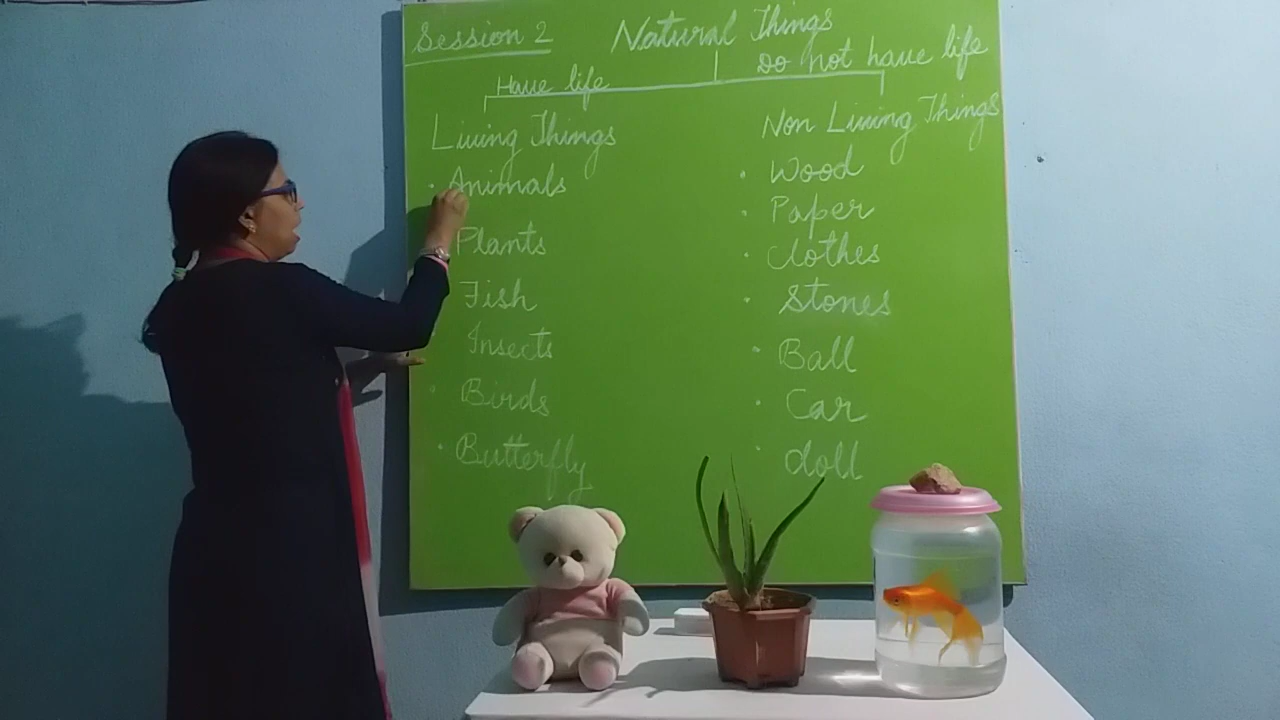 Session 2
Natural Things
Have life
Do not have life
Living Things
• Animals
Plants
Fish
Insects
• Birds
• Butterfly
Non Living Things
• Wood
• Paper
• Clothes
• Stones
• Ball
• Car
• doll